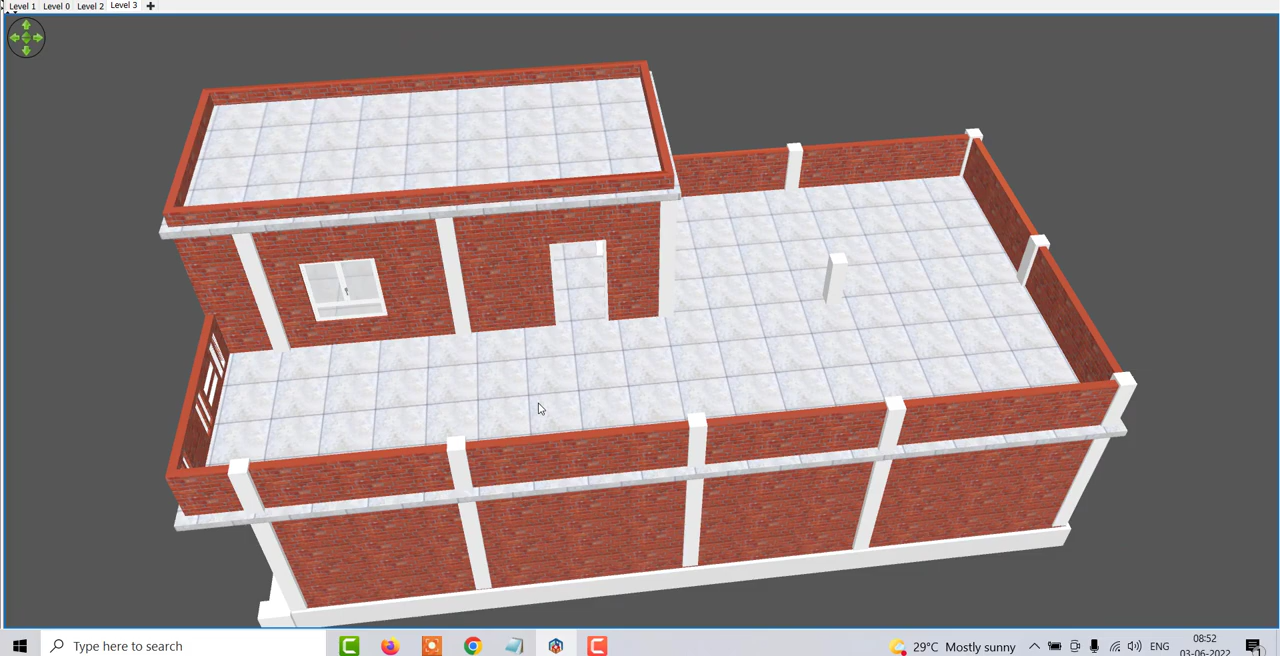 Level 1 Level 0 Level 2 Level 3
Type here to search
29°C Mostly sunny
ENG
08:52
03-06-2022
1